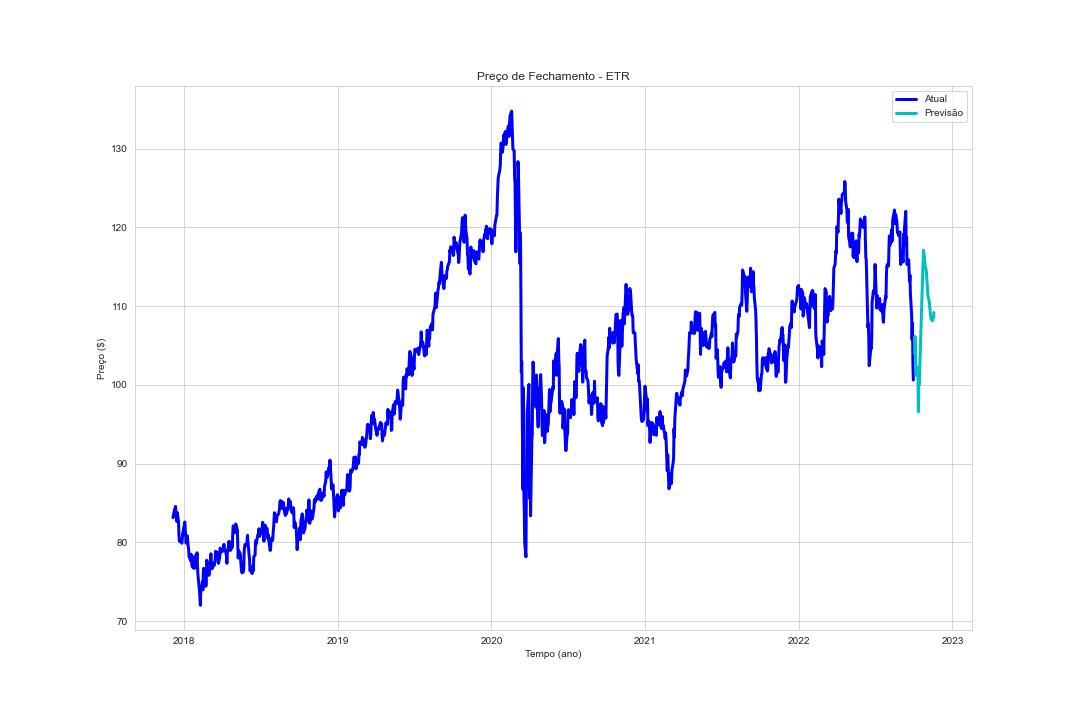 Preço de Fechamento - ETR
Atual
Previsão
Preço ($)
130
120
110
100
90
80
70
2018
2019
2020
2021
2022
2023
Tempo (ano)